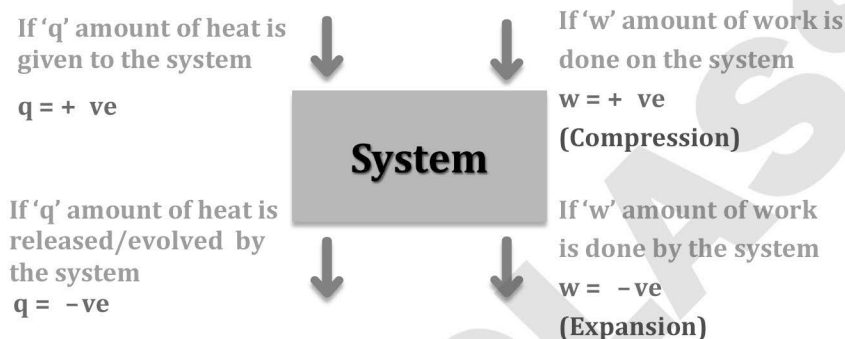 If ‘q’ amount of heat is
given to the system
q = + ve
If ‘w’ amount of work is
done on the system
w = + ve
(Compression)
System
If ‘q’ amount of heat is
released/evolved by
the system
q = – ve
If ‘w’ amount of work
is done by the system
w = – ve
(Expansion)